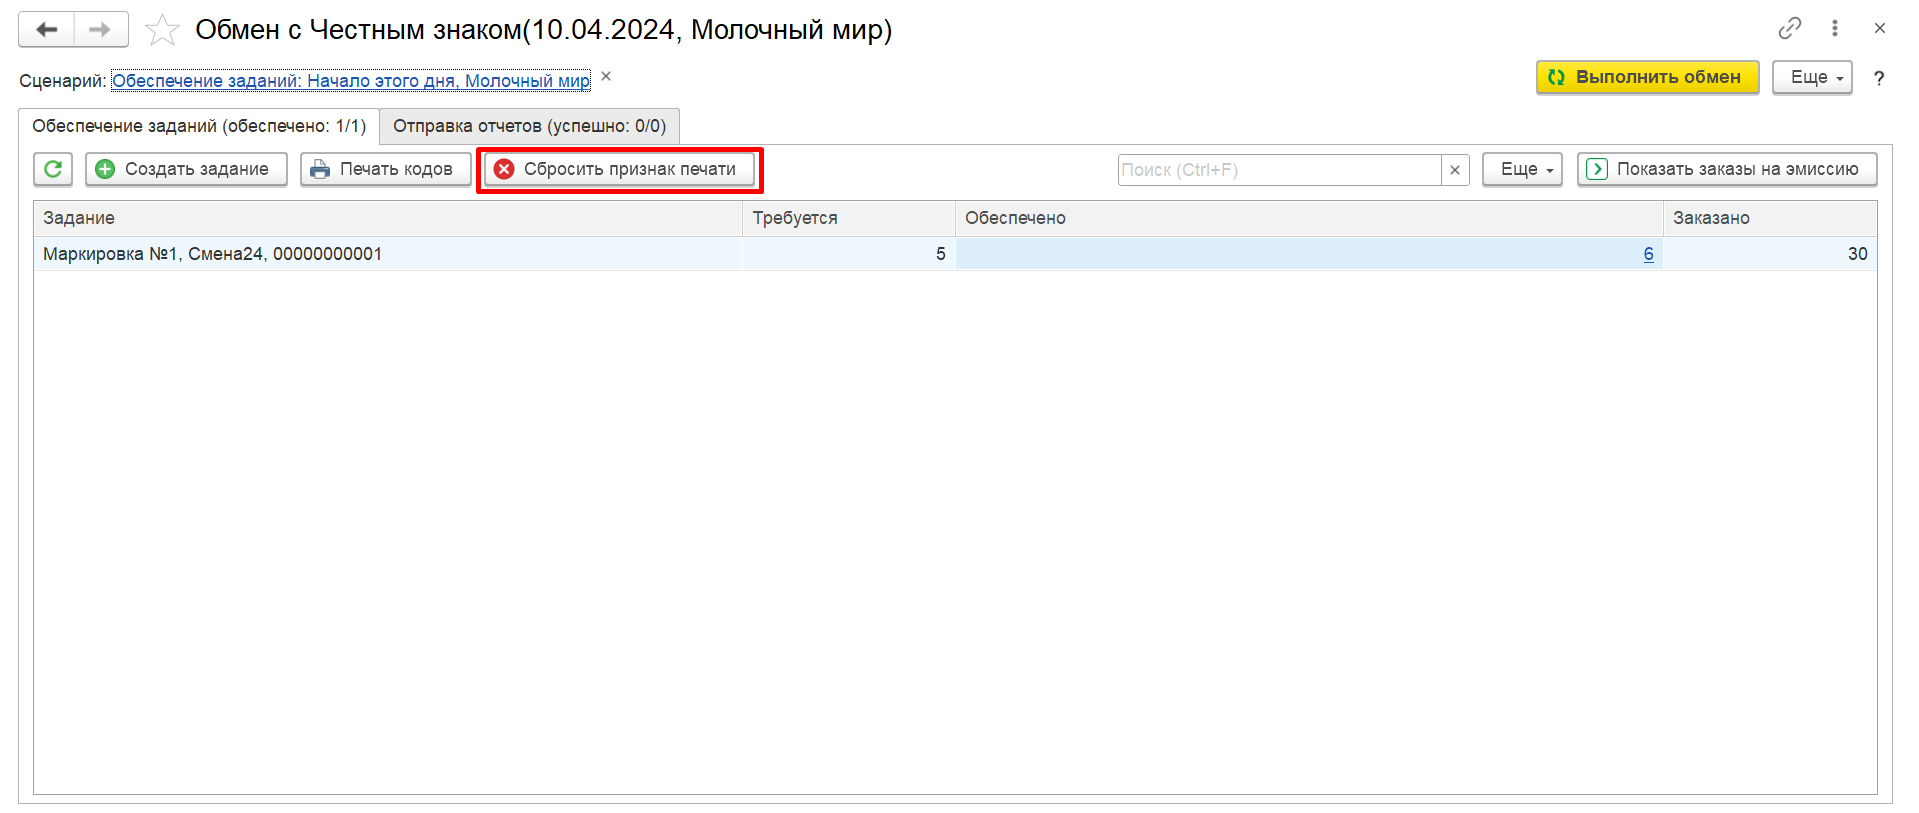 Обмен с Честным знаком(10.04.2024, Молочный мир)
Сценарий: Обеспечение заданий: Начало этого дня, Молочный мир
Выполнить обмен Еще ?
Обеспечение заданий (обеспечено: 1/1) Отправка отчетов (успешно: 0/0)
Создать задание Печать кодов Сбросить признак печати Поиск (Ctrl+F) Еще Показать заказы на эмиссию
Задание Требуется Обеспечено Заказано
Маркировка №1, Смена24, 00000000001 5 6 30